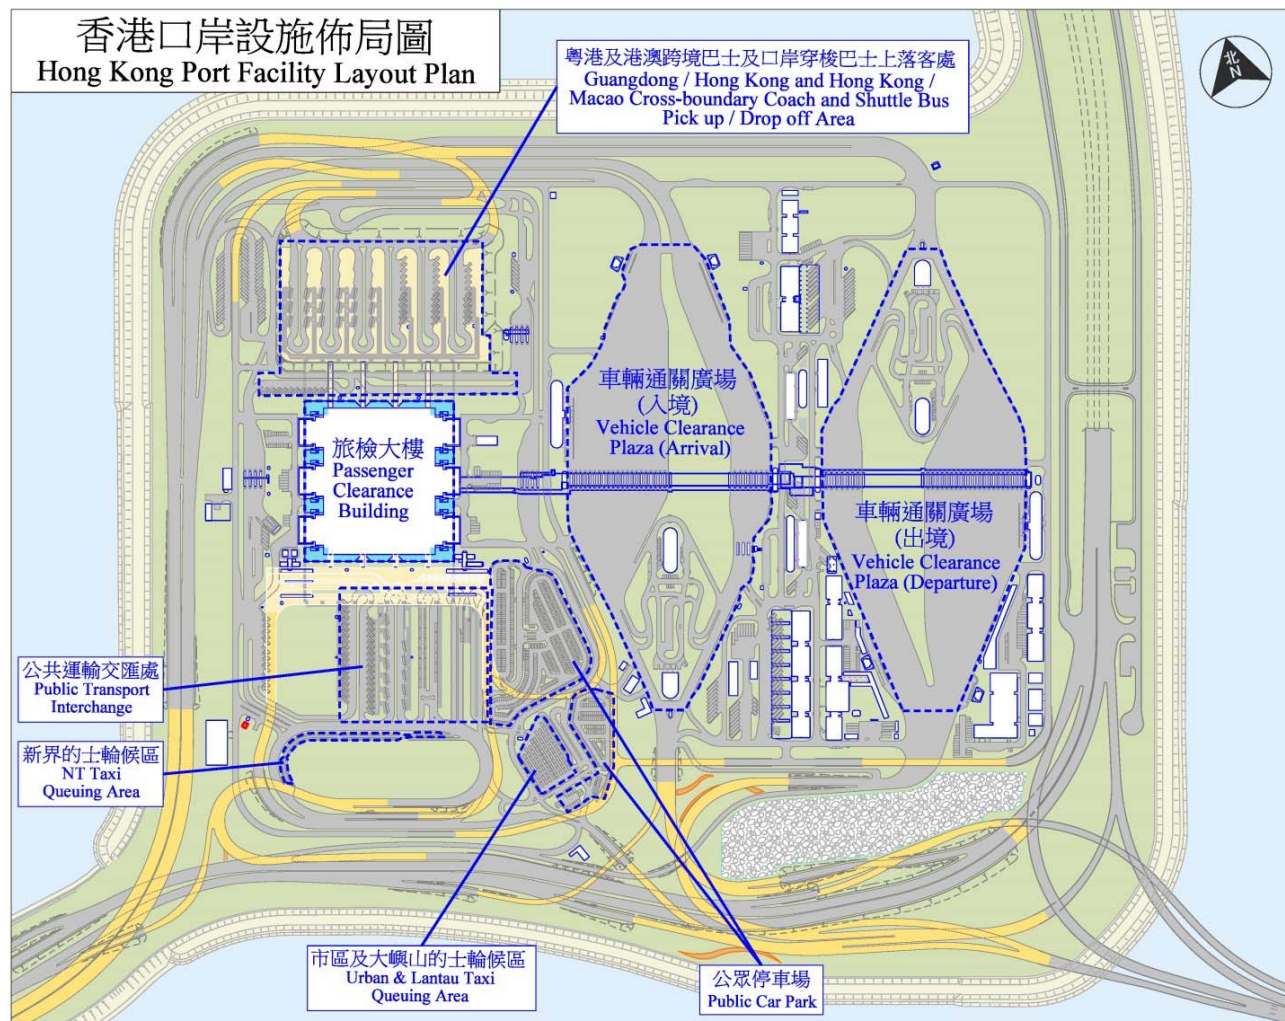 香港口岸設施佈局圖
Hong Kong Port Facility Layout Plan
粵港及港澳跨境巴士及口岸穿梭巴士上落客處
Guangdong / Hong Kong and Hong Kong /
Macao Cross-boundary Coach and Shuttle Bus
Pick up / Drop off Area
北
N
車輛通關廣場
(入境)
Vehicle Clearance
Plaza (Arrival)
旅檢大樓
Passenger
Clearance
Building
車輛通關廣場
(出境)
Vehicle Clearance
Plaza (Departure)
公共運輸交匯處
Public Transport
Interchange
新界的士輪候區
NT Taxi
Queuing Area
市區及大嶼山的士輪候區
Urban & Lantau Taxi
Queuing Area
公眾停車場
Public Car Park